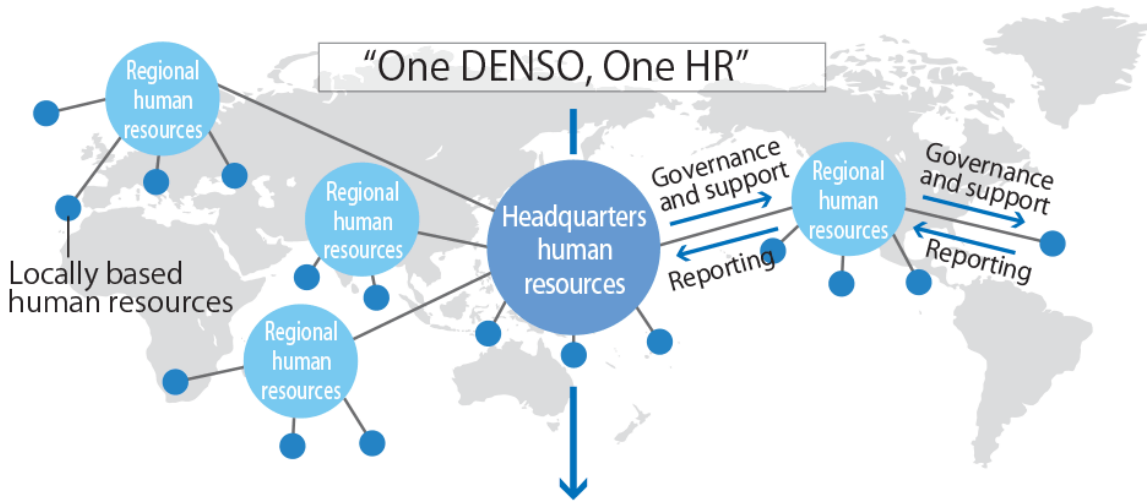 “One DENSO, One HR”
Regional
human
resources
Regional
human
resources
Locally based
human resources
Regional
human
resources
Headquarters
human
resources
Governance
and support
Reporting
Regional
human
resources
Governance
and support
Reporting